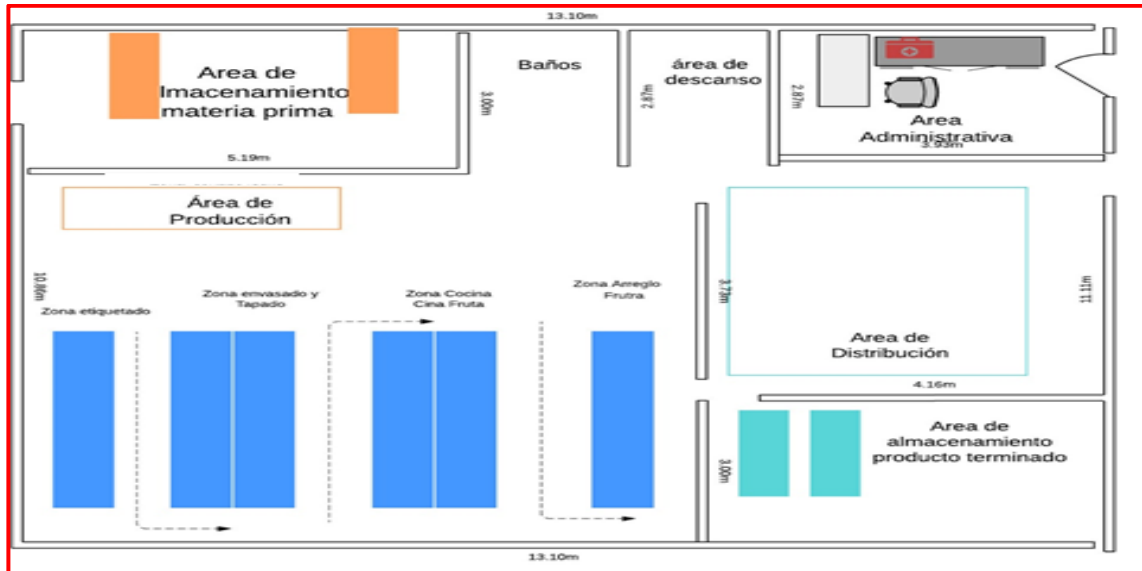 13.10m
Area de
lmacenamiento
materia prima
3.00m
5.19m
Baños
2.87m
área de
descanso
2.87m
Area
Administrativa
3.93m
Área de
Producción
10.86m
Zona etiquetado
Zona envasado y
Tapado
Zona Cocina
Cina Fruta
Zona Arreglo
Frutra
3.73m
11.11m
Area de
Distribución
4.16m
Area de
almacenamiento
producto terminado
3.00m
13.10m